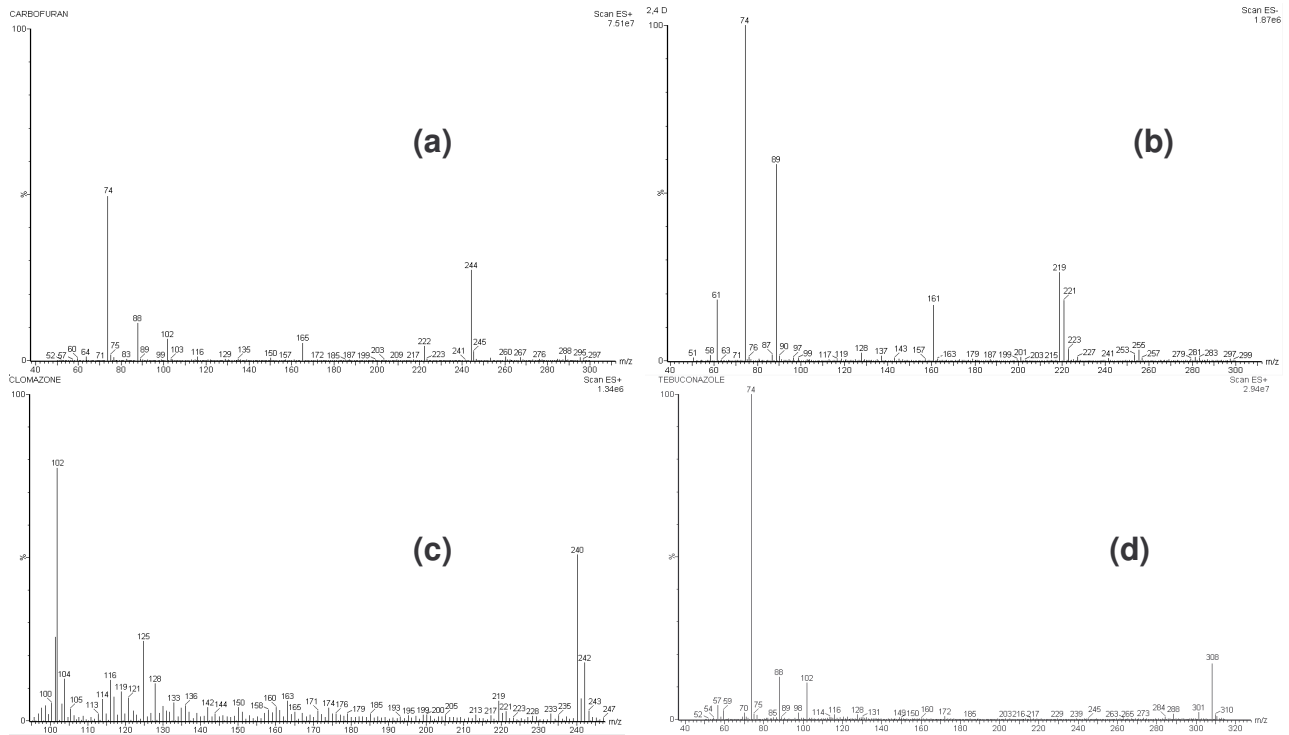 CARBOFURAN
Scan ES+
7.51e7
100
%
0
(a)
74
244
88
102
165
222
245
52 57 60 64 71 75 83 89 99 103 116 129 135 150 157 172 185 187 199 203 209 217 223 241 260 267 276 288 295 297
40 60 80 100 120 140 160 180 200 220 240 260 280 300 m/z
2,4 D
Scan ES-
1.87e6
100
%
0
(b)
74
89
219
221
161
61
51 58 63 71 76 87 90 97 99 117 119 128 137 143 157 163 179 187 199 201 203 215 223 227 241 253 255 257 279 281 283 297 299
40 60 80 100 120 140 160 180 200 220 240 260 280 300 m/z
CLOMAZONE
Scan ES+
1.34e6
100
%
0
(c)
102
240
125
242
100 104 105 113 114 116 119 121 128 133 136 142 144 150 158 160 163 165 171 174 176 179 185 193 195 199 200 205 213 217 219 221 223 228 233 235 243 247
100 110 120 130 140 150 160 170 180 190 200 210 220 230 240 m/z
TEBUCONAZOLE
Scan ES+
2.94e7
100
%
0
(d)
74
308
88
102
52 54 57 59 70 75 85 89 98 114 116 128 131 149 150 160 172 185 203 216 217 229 239 245 263 265 273 284 288 301 310
40 60 80 100 120 140 160 180 200 220 240 260 280 300 320 m/z